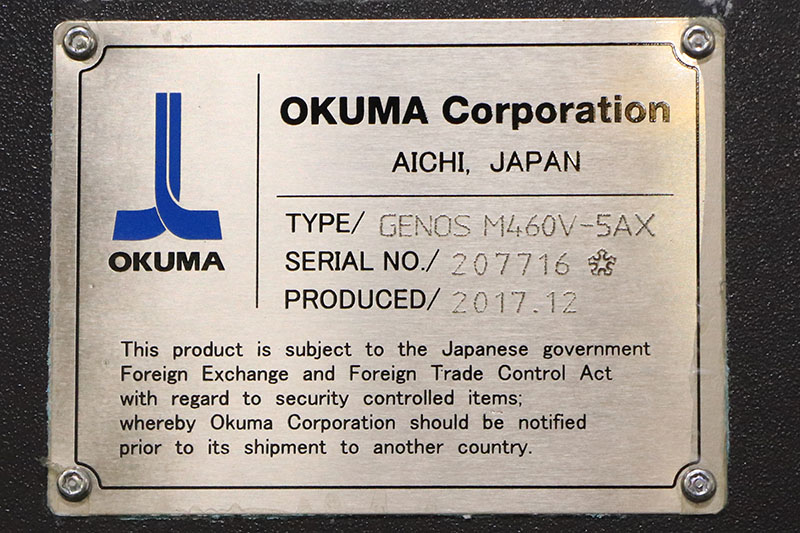 OKUMA
OKUMA Corporation
AICHI, JAPAN
TYPE/ GENOS M460V-5AX
SERIAL NO./ 207716
PRODUCED/ 2017.12
This product is subject to the Japanese government
Foreign Exchange and Foreign Trade Control Act
with regard to security controlled items;
whereby Okuma Corporation should be notified
prior to its shipment to another country.